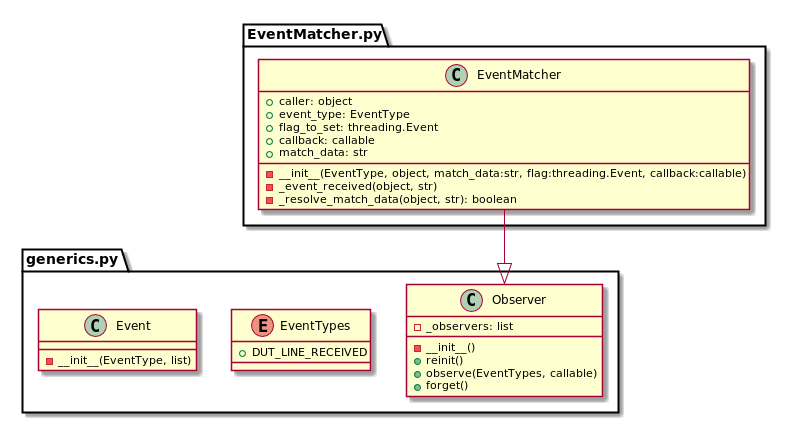 EventMatcher.py
C EventMatcher
caller: object
event_type: EventType
flag_to_set: threading.Event
callback: callable
match_data: str
__init__(EventType, object, match_data:str, flag:threading.Event, callback:callable)
_event_received(object, str)
_resolve_match_data(object, str): boolean
generics.py
C Event
__init__(EventType, list)
E EventTypes
DUT_LINE_RECEIVED
C Observer
_observers: list
__init__()
reinit()
observe(EventTypes, callable)
forget()